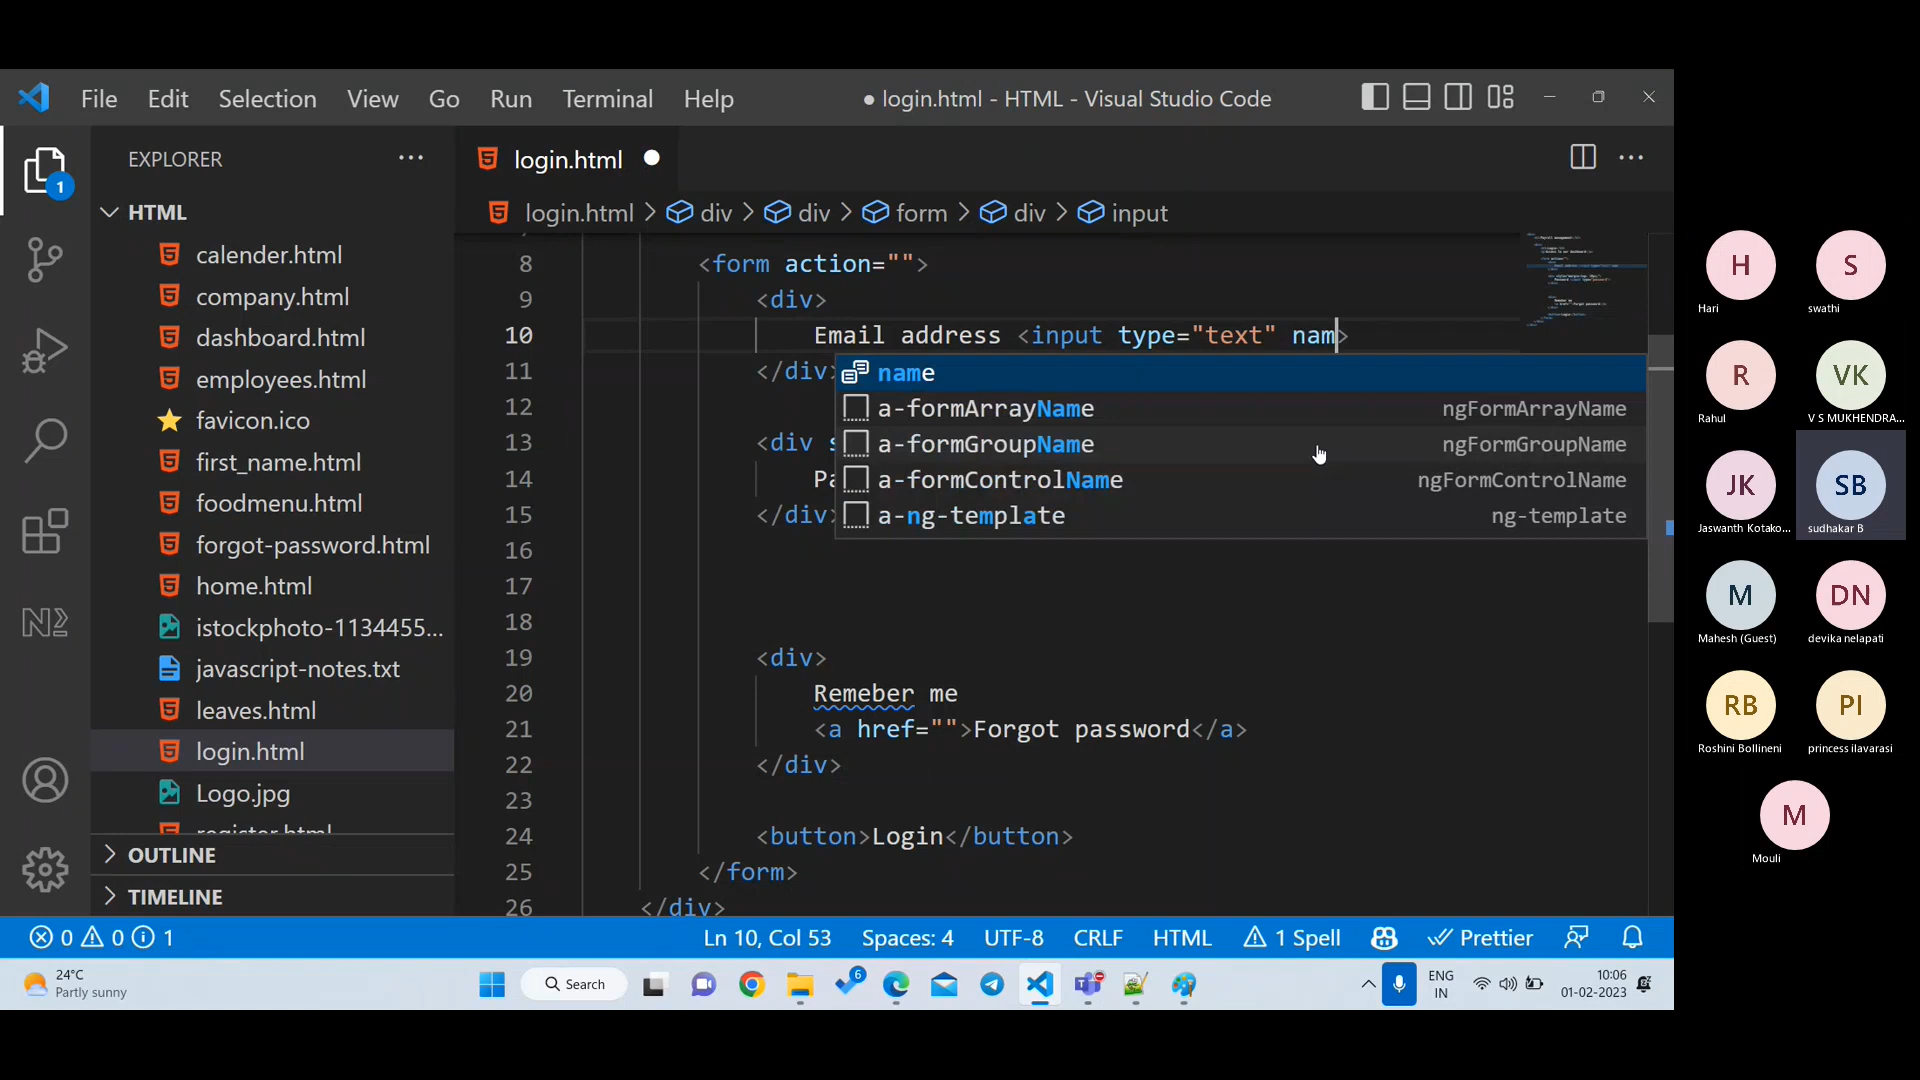 File Edit Selection View Go Run Terminal Help
● login.html - HTML - Visual Studio Code
EXPLORER
login.html
HTML
login.html > div > div > form > div > input
calender.html
company.html
dashboard.html
employees.html
favicon.ico
first_name.html
foodmenu.html
forgot-password.html
home.html
istockphoto-1134455...
javascript-notes.txt
leaves.html
login.html
Logo.jpg
register.html
OUTLINE
TIMELINE
1
8 <form action="">
9 <div>
10 Email address <input type="text" nam>
11 </div>
12
13 <div s
14 Pa
15 </div>
16
17
18
19 <div>
20 Remeber me
21 <a href="">Forgot password</a>
22 </div>
23
24 <button>Login</button>
25 </form>
26 </div>
name
a-formArrayName ngFormArrayName
a-formGroupName ngFormGroupName
a-formControlName ngFormControlName
a-ng-template ng-template
0 0 1
Ln 10, Col 53 Spaces: 4 UTF-8 CRLF HTML 1 Spell Prettier
24°C
Partly sunny
Search
6
ENG
IN
10:06
01-02-2023
H
Hari
S
swathi
R
Rahul
VK
V S MUKHENDRA...
JK
Jaswanth Kotako...
SB
sudhakar B
M
Mahesh (Guest)
DN
devika nelapati
RB
Roshini Bollineni
PI
princess ilavarasi
M
Mouli